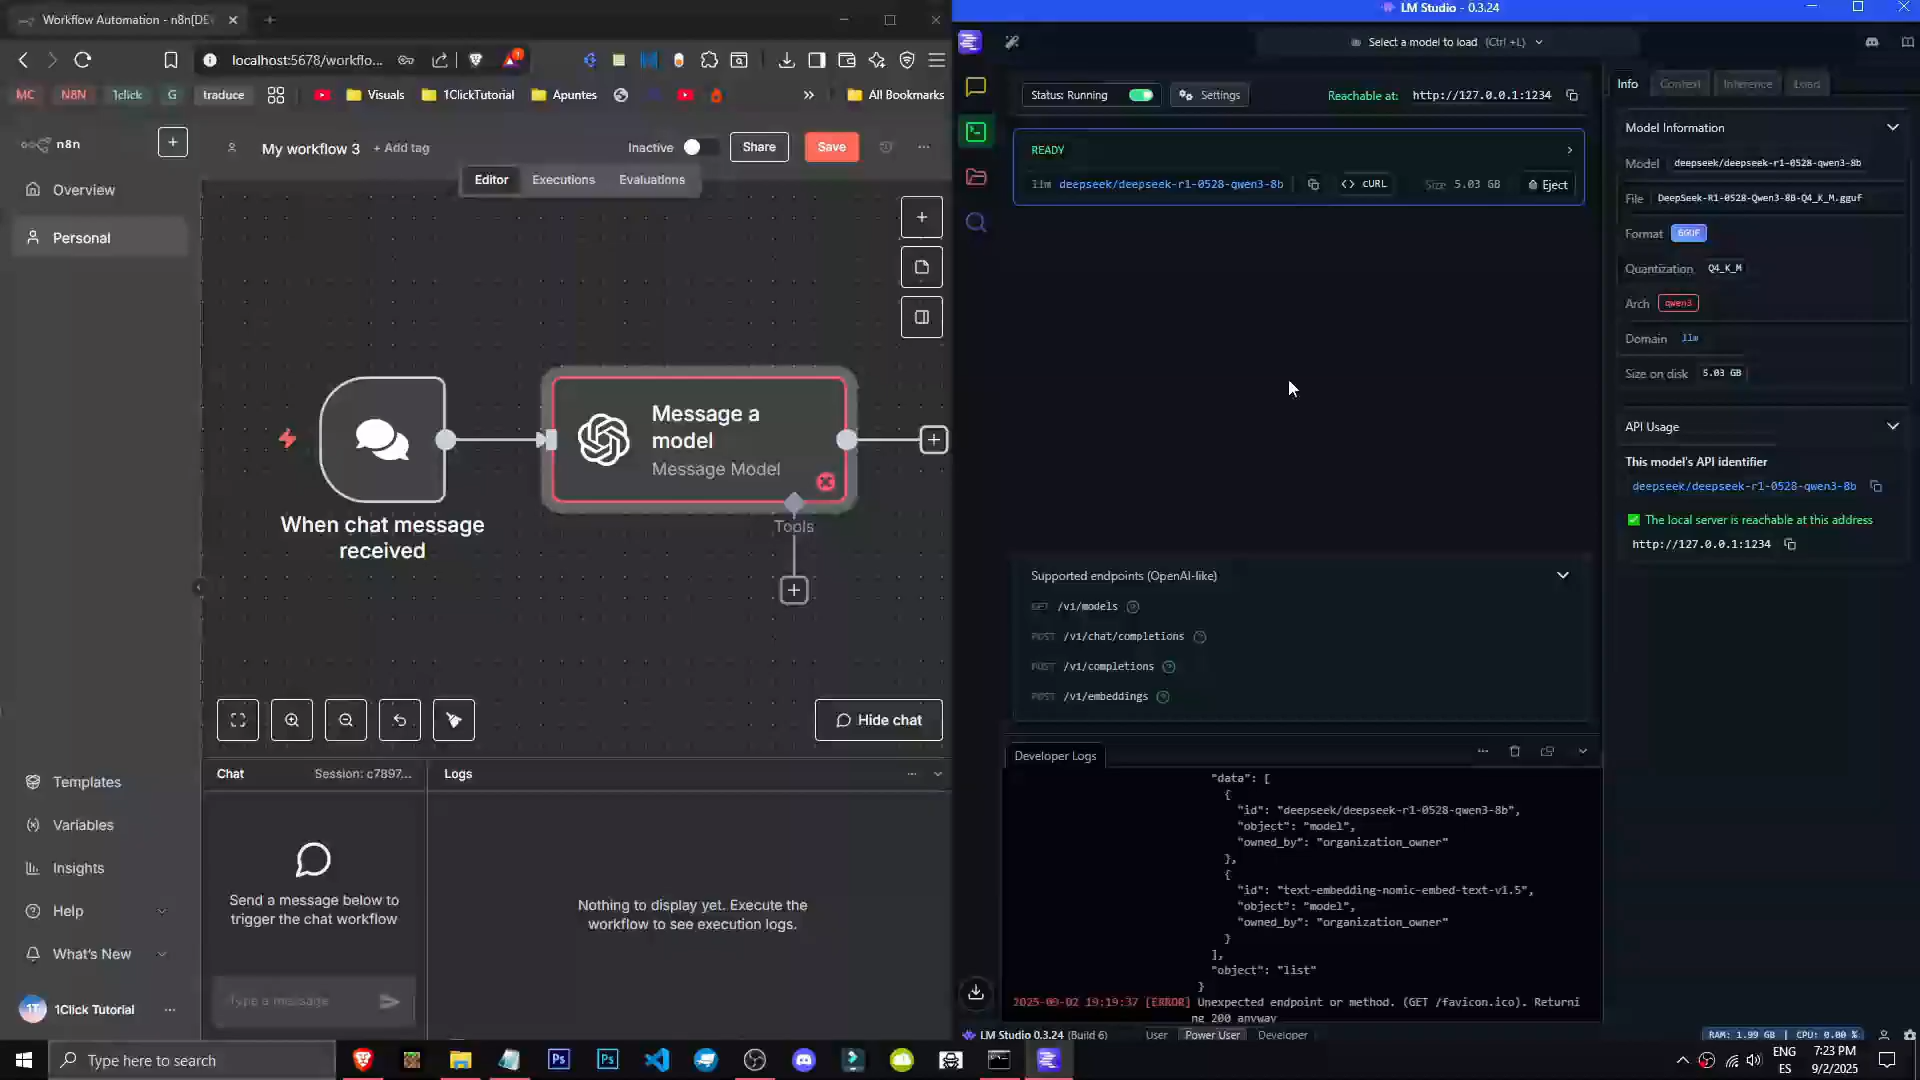 Workflow Automation - n8n[DEV
LM Studio - 0.3.24
localhost:5678/workflo...
Select a model to load (Ctrl +L)
MC
N8N
1click
G
traduce
Visuals
1ClickTutorial
Apuntes
All Bookmarks
Status: Running
Settings
Reachable at: http://127.0.0.1:1234
Info
Context
Inference
Load
n8n
My workflow 3
+ Add tag
Inactive
Share
Save
Editor
Executions
Evaluations
Overview
Personal
READY
llm deepseek/deepseek-r1-0528-qwen3-8b
<> cURL
Size 5.03 GB
Eject
Model Information
Model deepseek/deepseek-r1-0528-qwen3-8b
File DeepSeek-R1-0528-Qwen3-8B-Q4_K_M.gguf
Format GGUF
Quantization Q4_K_M
Arch qwen3
Domain llm
Size on disk 5.03 GB
API Usage
This model's API identifier
deepseek/deepseek-r1-0528-qwen3-8b
The local server is reachable at this address
http://127.0.0.1:1234
Message a
model
Message Model
Tools
When chat message
received
Hide chat
Supported endpoints (OpenAI-like)
GET /v1/models
POST /v1/chat/completions
POST /v1/completions
POST /v1/embeddings
Developer Logs
"data": [
{
"id": "deepseek/deepseek-r1-0528-qwen3-8b",
"object": "model",
"owned_by": "organization_owner"
},
{
"id": "text-embedding-nomic-embed-text-v1.5",
"object": "model",
"owned_by": "organization_owner"
}
],
"object": "list"
}
2025-09-02 19:19:37 [ERROR] Unexpected endpoint or method. (GET /favicon.ico). Returni
ng 200 anyway
Chat
Session: c7897...
Logs
Send a message below to
trigger the chat workflow
Nothing to display yet. Execute the
workflow to see execution logs.
Type a message
Templates
Variables
Insights
Help
What's New
1T
1Click Tutorial
LM Studio 0.3.24 (Build 6)
User
Power User
Developer
RAM: 1.99 GB | CPU: 0.00 %
Type here to search
Ps
Ps
ENG
ES
7:23 PM
9/2/2025